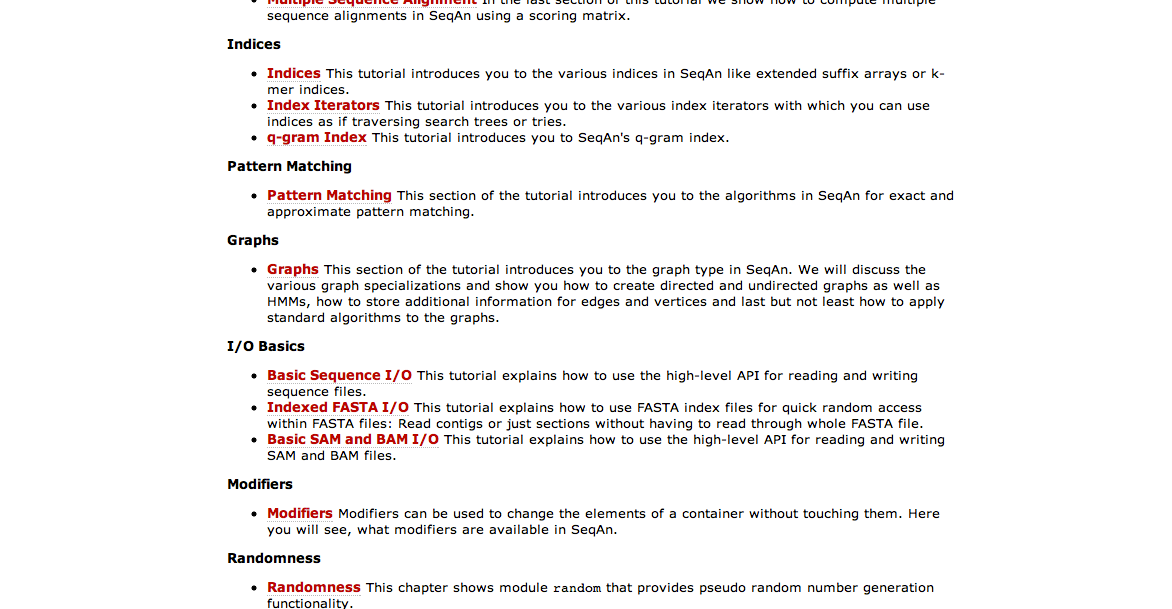 Multiple Sequence Alignment In the last section of this tutorial we show how to compute multiple
sequence alignments in SeqAn using a scoring matrix.
Indices
Indices This tutorial introduces you to the various indices in SeqAn like extended suffix arrays or k-
mer indices.
Index Iterators This tutorial introduces you to the various index iterators with which you can use
indices as if traversing search trees or tries.
q-gram Index This tutorial introduces you to SeqAn's q-gram index.
Pattern Matching
Pattern Matching This section of the tutorial introduces you to the algorithms in SeqAn for exact and
approximate pattern matching.
Graphs
Graphs This section of the tutorial introduces you to the graph type in SeqAn. We will discuss the
various graph specializations and show you how to create directed and undirected graphs as well as
HMMs, how to store additional information for edges and vertices and last but not least how to apply
standard algorithms to the graphs.
I/O Basics
Basic Sequence I/O This tutorial explains how to use the high-level API for reading and writing
sequence files.
Indexed FASTA I/O This tutorial explains how to use FASTA index files for quick random access
within FASTA files: Read contigs or just sections without having to read through whole FASTA file.
Basic SAM and BAM I/O This tutorial explains how to use the high-level API for reading and writing
SAM and BAM files.
Modifiers
Modifiers Modifiers can be used to change the elements of a container without touching them. Here
you will see, what modifiers are available in SeqAn.
Randomness
Randomness This chapter shows module random that provides pseudo random number generation
functionality.